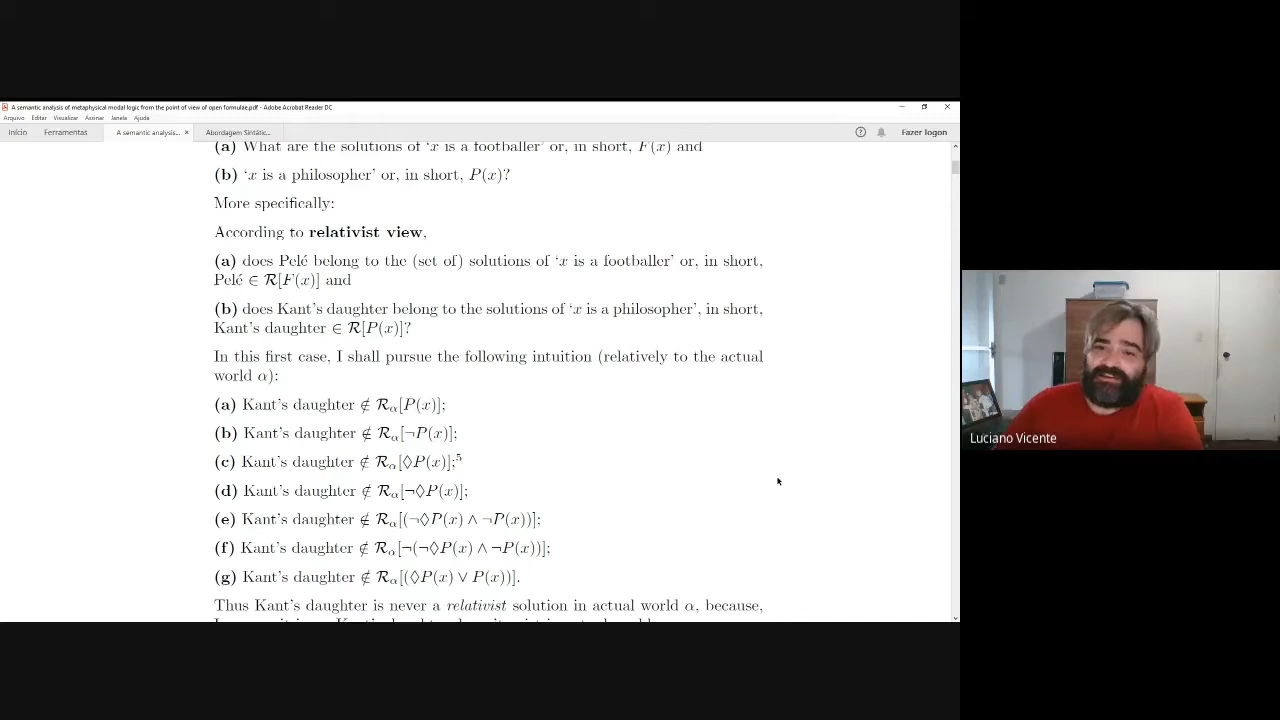 A semantic analysis of metaphysical modal logic from the point of view of open formulae.pdf - Adobe Acrobat Reader DC
Arquivo Editar Visualizar Assinar Janela Ajuda
Início Ferramentas A semantic analysis... × Abordagem Sintátic... Fazer logon
(a) What are the solutions of ‘x is a footballer’ or, in short, F(x) and
(b) ‘x is a philosopher’ or, in short, P(x)?
More specifically:
According to relativist view,
(a) does Pelé belong to the (set of) solutions of ‘x is a footballer’ or, in short,
Pelé ∈ 𝓡[F(x)] and
(b) does Kant's daughter belong to the solutions of ‘x is a philosopher’, in short,
Kant's daughter ∈ 𝓡[P(x)]?
In this first case, I shall pursue the following intuition (relatively to the actual
world α):
(a) Kant's daughter ∉ 𝓡α[P(x)];
(b) Kant's daughter ∉ 𝓡α[¬P(x)];
(c) Kant's daughter ∉ 𝓡α[◊P(x)];⁵
(d) Kant's daughter ∉ 𝓡α[¬◊P(x)];
(e) Kant's daughter ∉ 𝓡α[(¬◊P(x) ∧ ¬P(x))];
(f) Kant's daughter ∉ 𝓡α[¬(¬◊P(x) ∧ ¬P(x))];
(g) Kant's daughter ∉ 𝓡α[(◊P(x) ∨ P(x))].
Thus Kant's daughter is never a relativist solution in actual world α, because,
Luciano Vicente